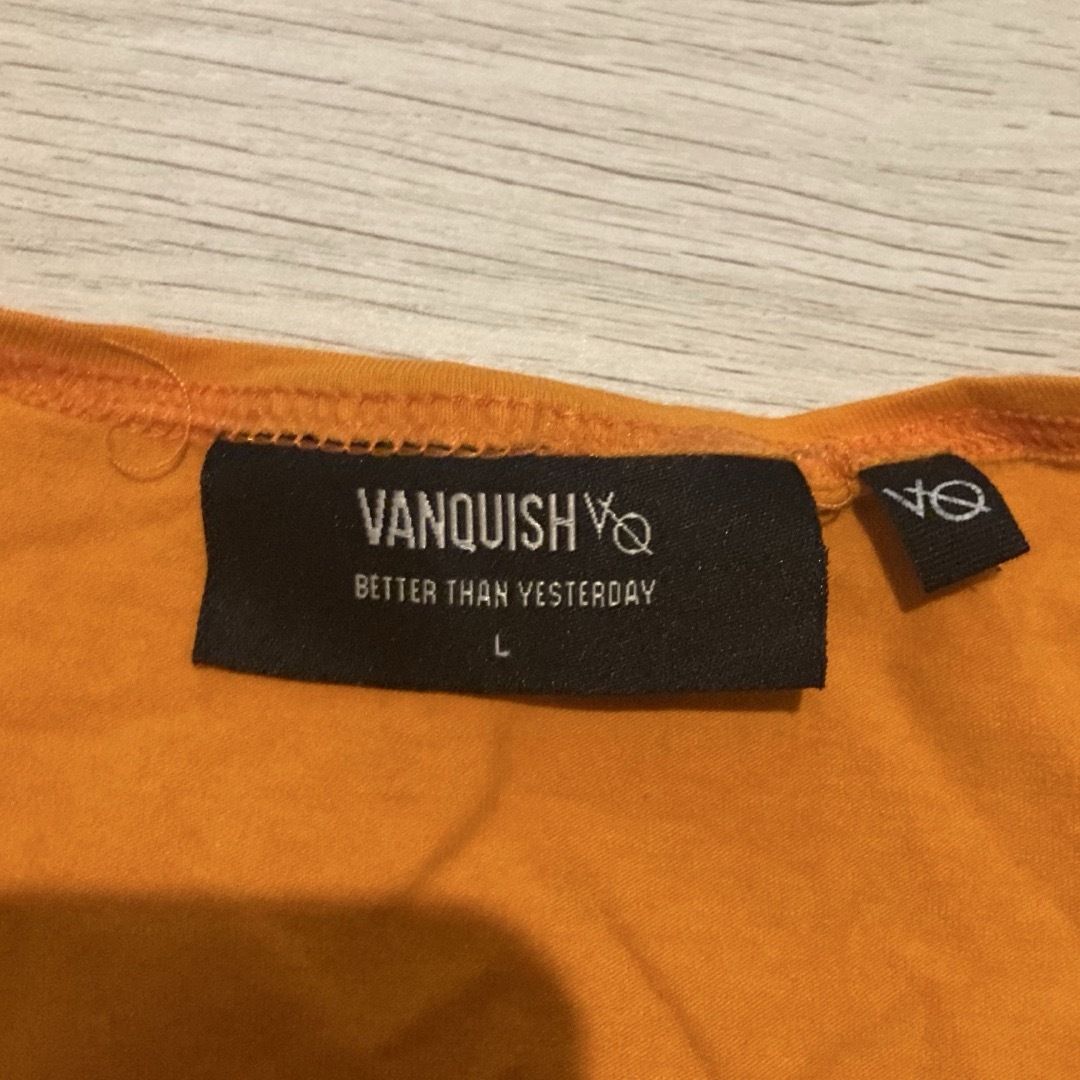 VANQUISH VQ
BETTER THAN YESTERDAY
L
VQ